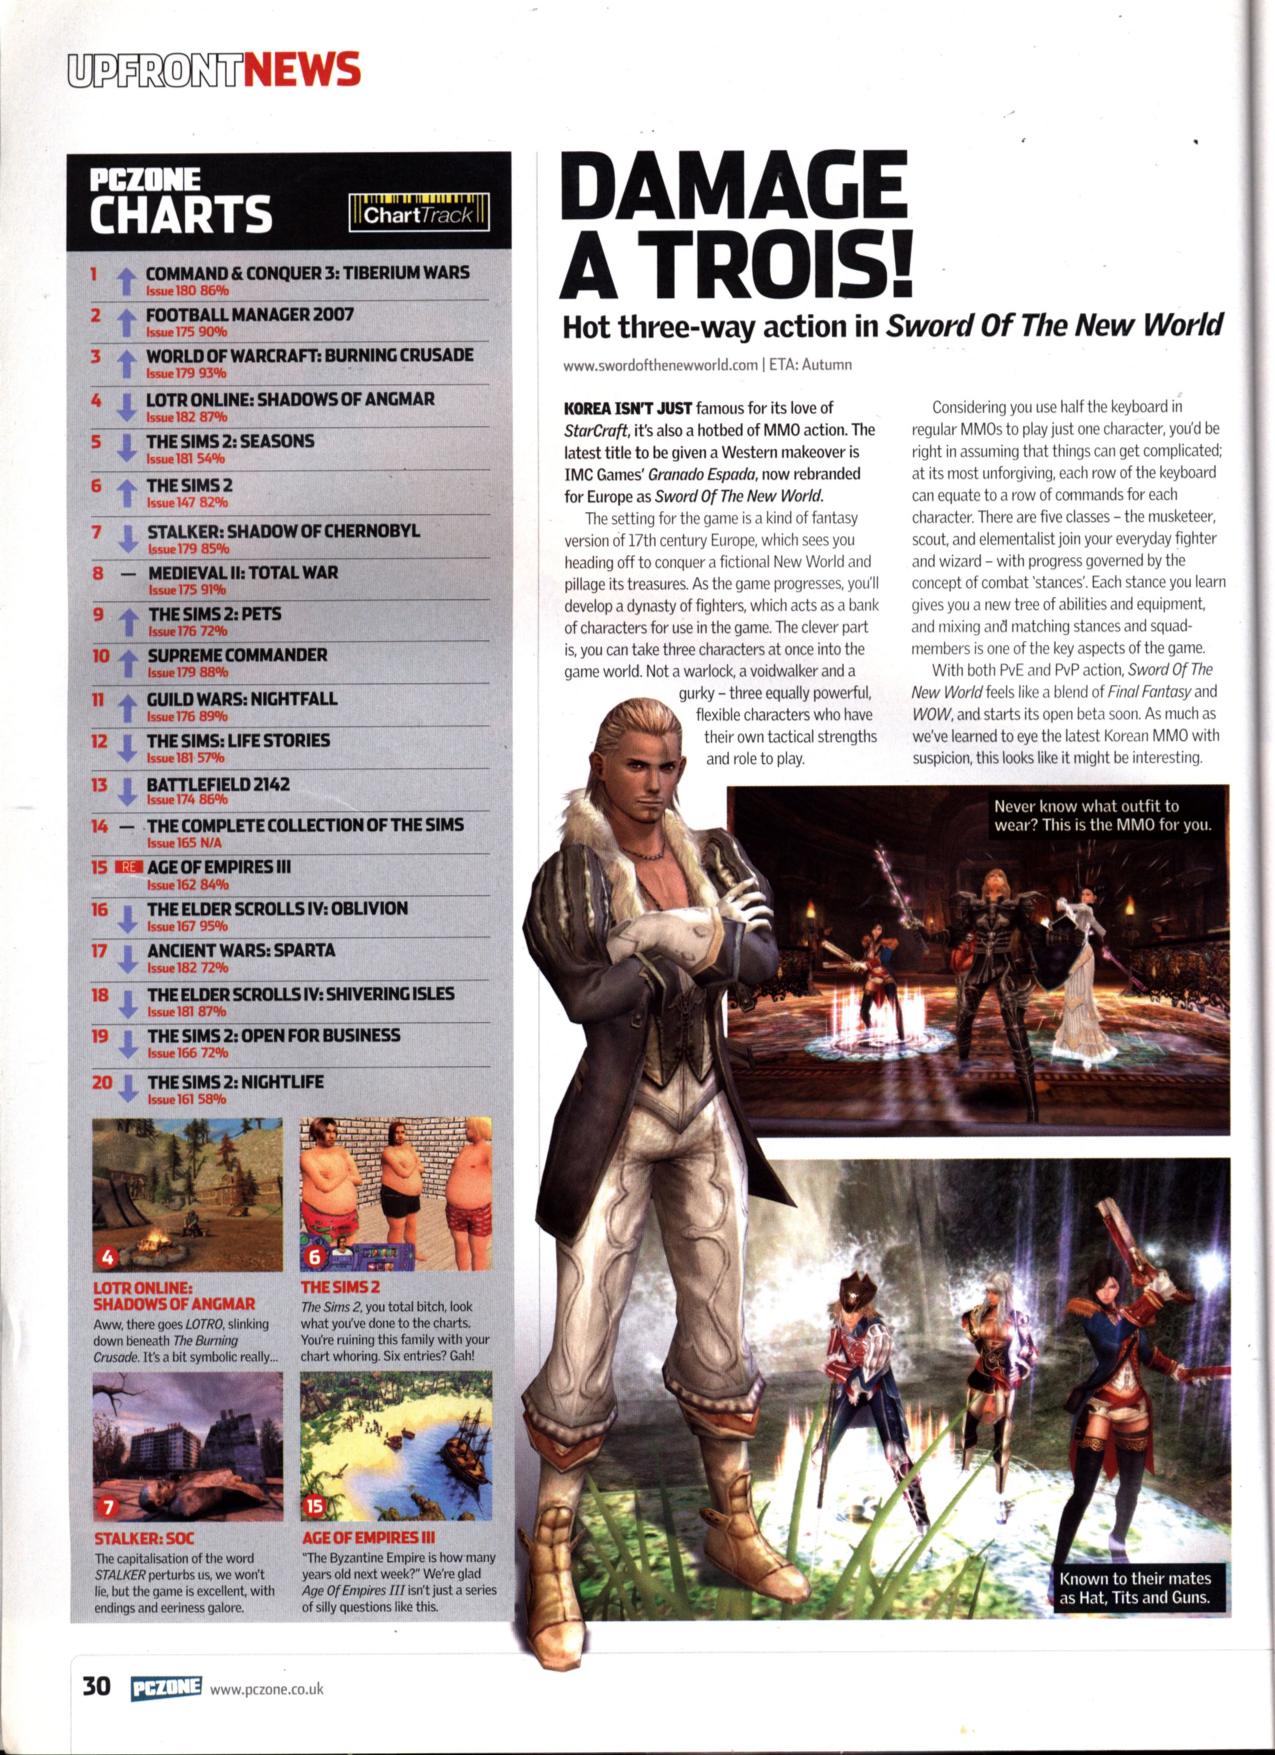 UPFRONTNEWS
PCZONE
CHARTS
ChartTrack
1 COMMAND & CONQUER 3: TIBERIUM WARS
Issue 180 86%
2 FOOTBALL MANAGER 2007
Issue 175 90%
3 WORLD OF WARCRAFT: BURNING CRUSADE
Issue 179 93%
4 LOTR ONLINE: SHADOWS OF ANGMAR
Issue 182 87%
5 THE SIMS 2: SEASONS
Issue 181 54%
6 THE SIMS 2
Issue 147 82%
7 STALKER: SHADOW OF CHERNOBYL
Issue 179 85%
8 — MEDIEVAL II: TOTAL WAR
Issue 175 91%
9 THE SIMS 2: PETS
Issue 176 72%
10 SUPREME COMMANDER
Issue 179 88%
11 GUILD WARS: NIGHTFALL
Issue 176 89%
12 THE SIMS: LIFE STORIES
Issue 181 57%
13 BATTLEFIELD 2142
Issue 174 86%
14 — THE COMPLETE COLLECTION OF THE SIMS
Issue 165 N/A
15 RE AGE OF EMPIRES III
Issue 162 84%
16 THE ELDER SCROLLS IV: OBLIVION
Issue 167 95%
17 ANCIENT WARS: SPARTA
Issue 182 72%
18 THE ELDER SCROLLS IV: SHIVERING ISLES
Issue 181 87%
19 THE SIMS 2: OPEN FOR BUSINESS
Issue 166 72%
20 THE SIMS 2: NIGHTLIFE
Issue 161 58%
4
LOTR ONLINE:
SHADOWS OF ANGMAR
Aww, there goes LOTRO, slinking
down beneath The Burning
Crusade. It's a bit symbolic really...
6
THE SIMS 2
The Sims 2, you total bitch, look
what you've done to the charts.
You're ruining this family with your
chart whoring. Six entries? Gah!
7
STALKER: SOC
The capitalisation of the word
STALKER perturbs us, we won't
lie, but the game is excellent, with
endings and eeriness galore.
15
AGE OF EMPIRES III
"The Byzantine Empire is how many
years old next week?" We're glad
Age Of Empires III isn't just a series
of silly questions like this.
DAMAGE
A TROIS!
Hot three-way action in Sword Of The New World
www.swordofthenewworld.com | ETA: Autumn
KOREA ISN'T JUST famous for its love of
StarCraft, it's also a hotbed of MMO action. The
latest title to be given a Western makeover is
IMC Games' Granado Espada, now rebranded
for Europe as Sword Of The New World.
The setting for the game is a kind of fantasy
version of 17th century Europe, which sees you
heading off to conquer a fictional New World and
pillage its treasures. As the game progresses, you'll
develop a dynasty of fighters, which acts as a bank
of characters for use in the game. The clever part
is, you can take three characters at once into the
game world. Not a warlock, a voidwalker and a
gurky – three equally powerful,
flexible characters who have
their own tactical strengths
and role to play.
Considering you use half the keyboard in
regular MMOs to play just one character, you'd be
right in assuming that things can get complicated;
at its most unforgiving, each row of the keyboard
can equate to a row of commands for each
character. There are five classes – the musketeer,
scout, and elementalist join your everyday fighter
and wizard – with progress governed by the
concept of combat 'stances'. Each stance you learn
gives you a new tree of abilities and equipment,
and mixing and matching stances and squad-
members is one of the key aspects of the game.
With both PvE and PvP action, Sword Of The
New World feels like a blend of Final Fantasy and
WOW, and starts its open beta soon. As much as
we've learned to eye the latest Korean MMO with
suspicion, this looks like it might be interesting.
Never know what outfit to
wear? This is the MMO for you.
Known to their mates
as Hat, Tits and Guns.
30 PCZONE www.pczone.co.uk